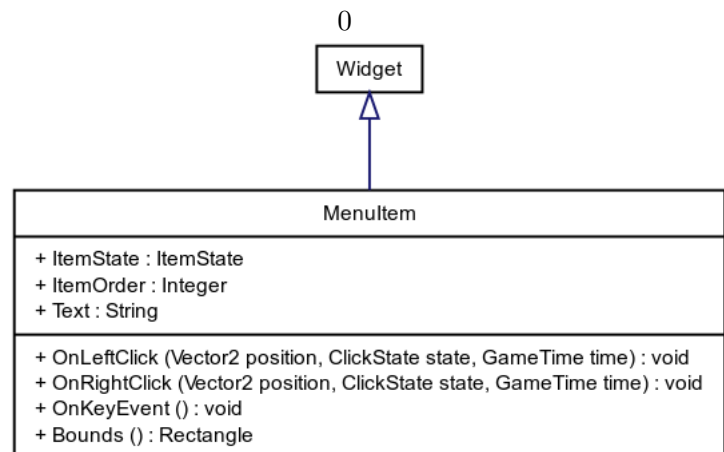 0
Widget
MenuItem
+ ItemState : ItemState
+ ItemOrder : Integer
+ Text : String
+ OnLeftClick (Vector2 position, ClickState state, GameTime time) : void
+ OnRightClick (Vector2 position, ClickState state, GameTime time) : void
+ OnKeyEvent () : void
+ Bounds () : Rectangle